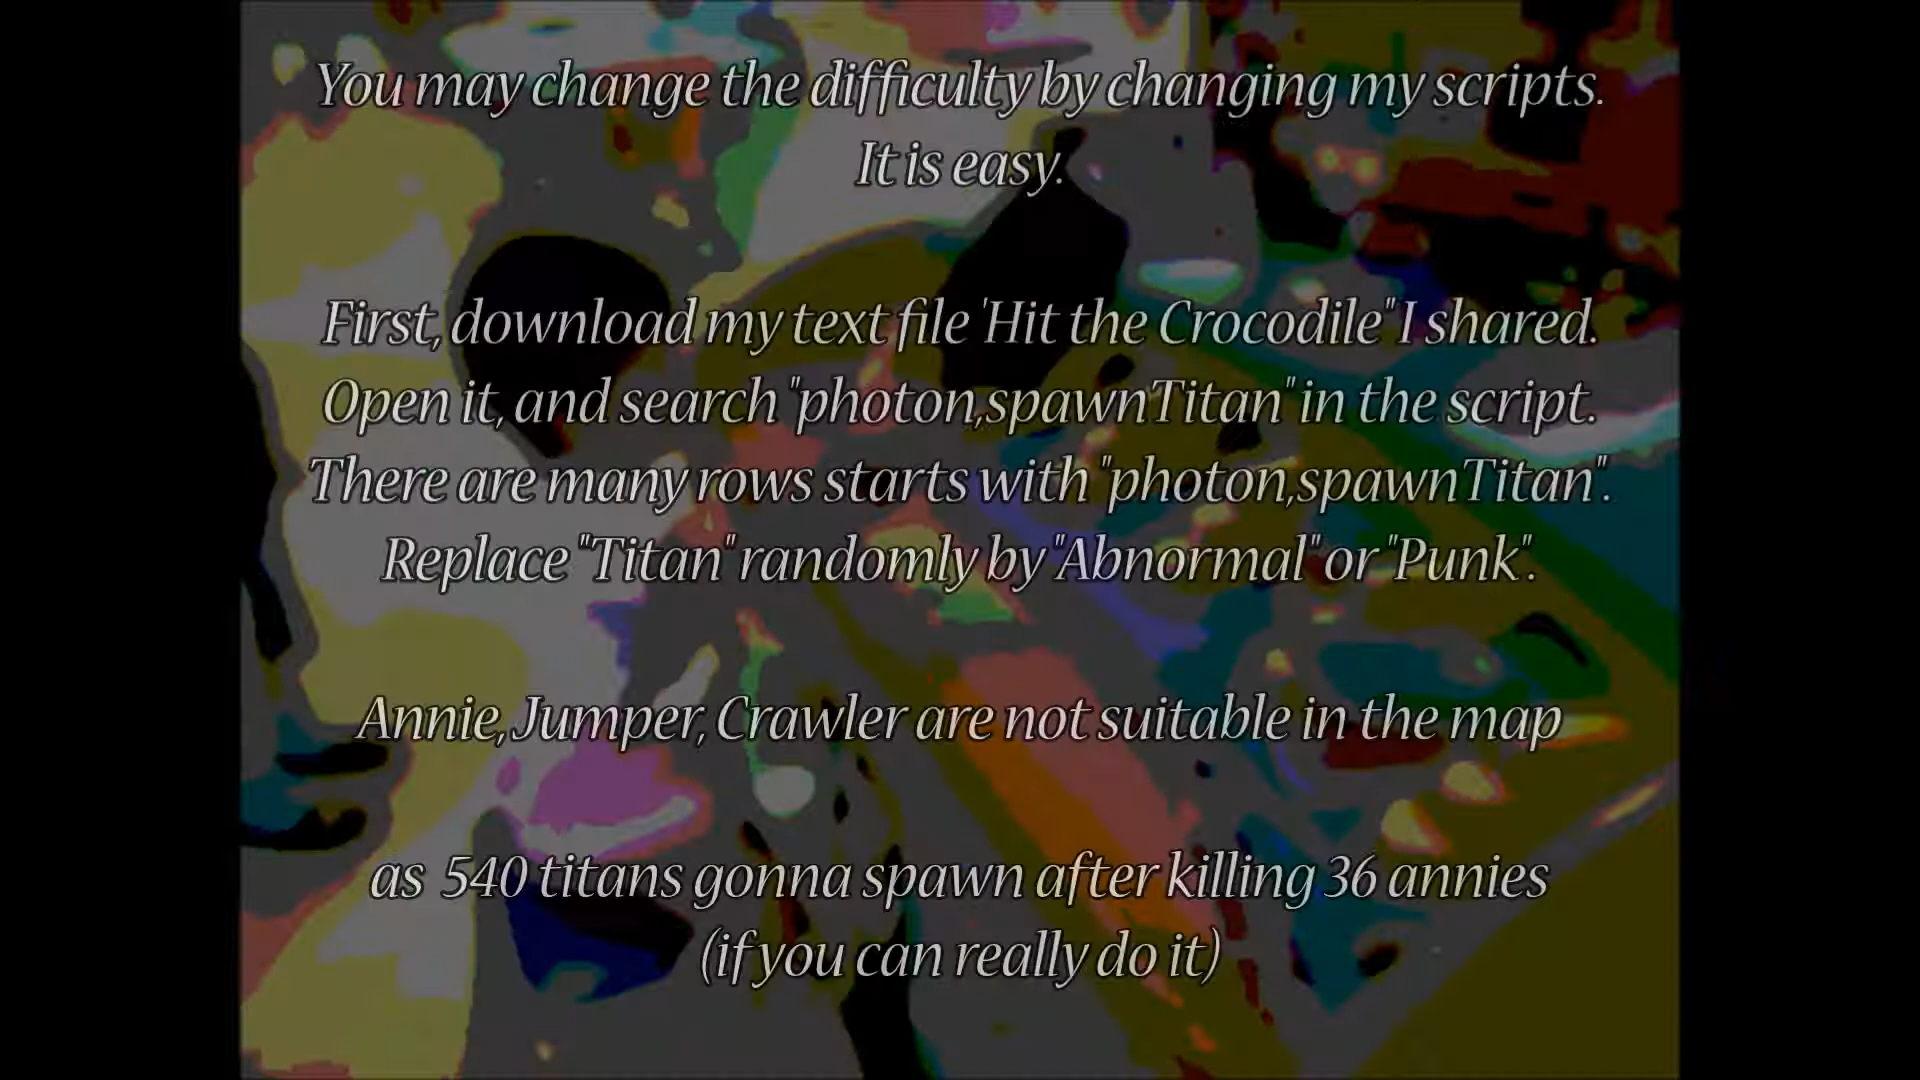 You may change the difficulty by changing my scripts.
It is easy.
First, download my text file 'Hit the Crocodile" I shared.
Open it, and search "photon,spawnTitan" in the script.
There are many rows starts with "photon,spawnTitan".
Replace "Titan" randomly by "Abnormal" or "Punk".
Annie, Jumper, Crawler are not suitable in the map
as 540 titans gonna spawn after killing 36 annies
(if you can really do it)